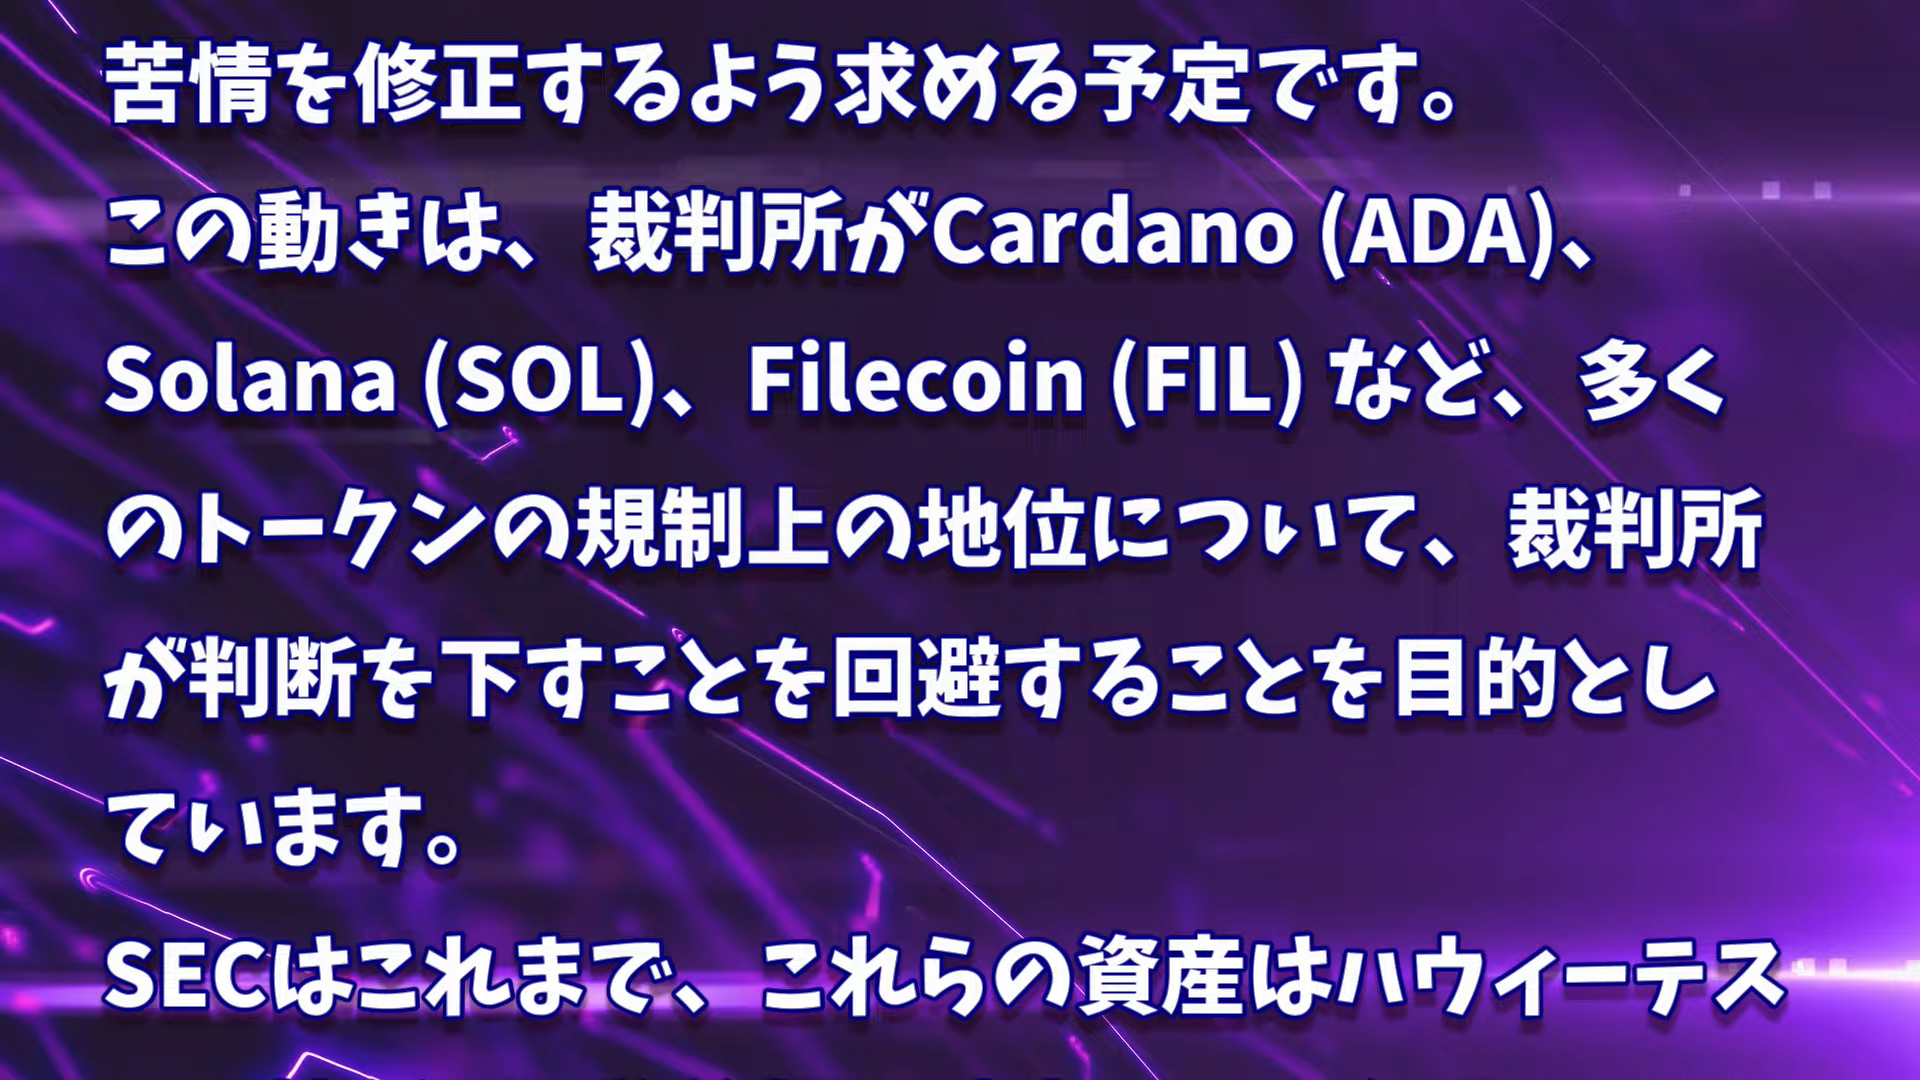 苦情を修正するよう求める予定です。
この動きは、裁判所がCardano (ADA)、
Solana (SOL)、Filecoin (FIL) など、多く
のトークンの規制上の地位について、裁判所
が判断を下すことを回避することを目的とし
ています。
SECはこれまで、これらの資産はハウィーテス